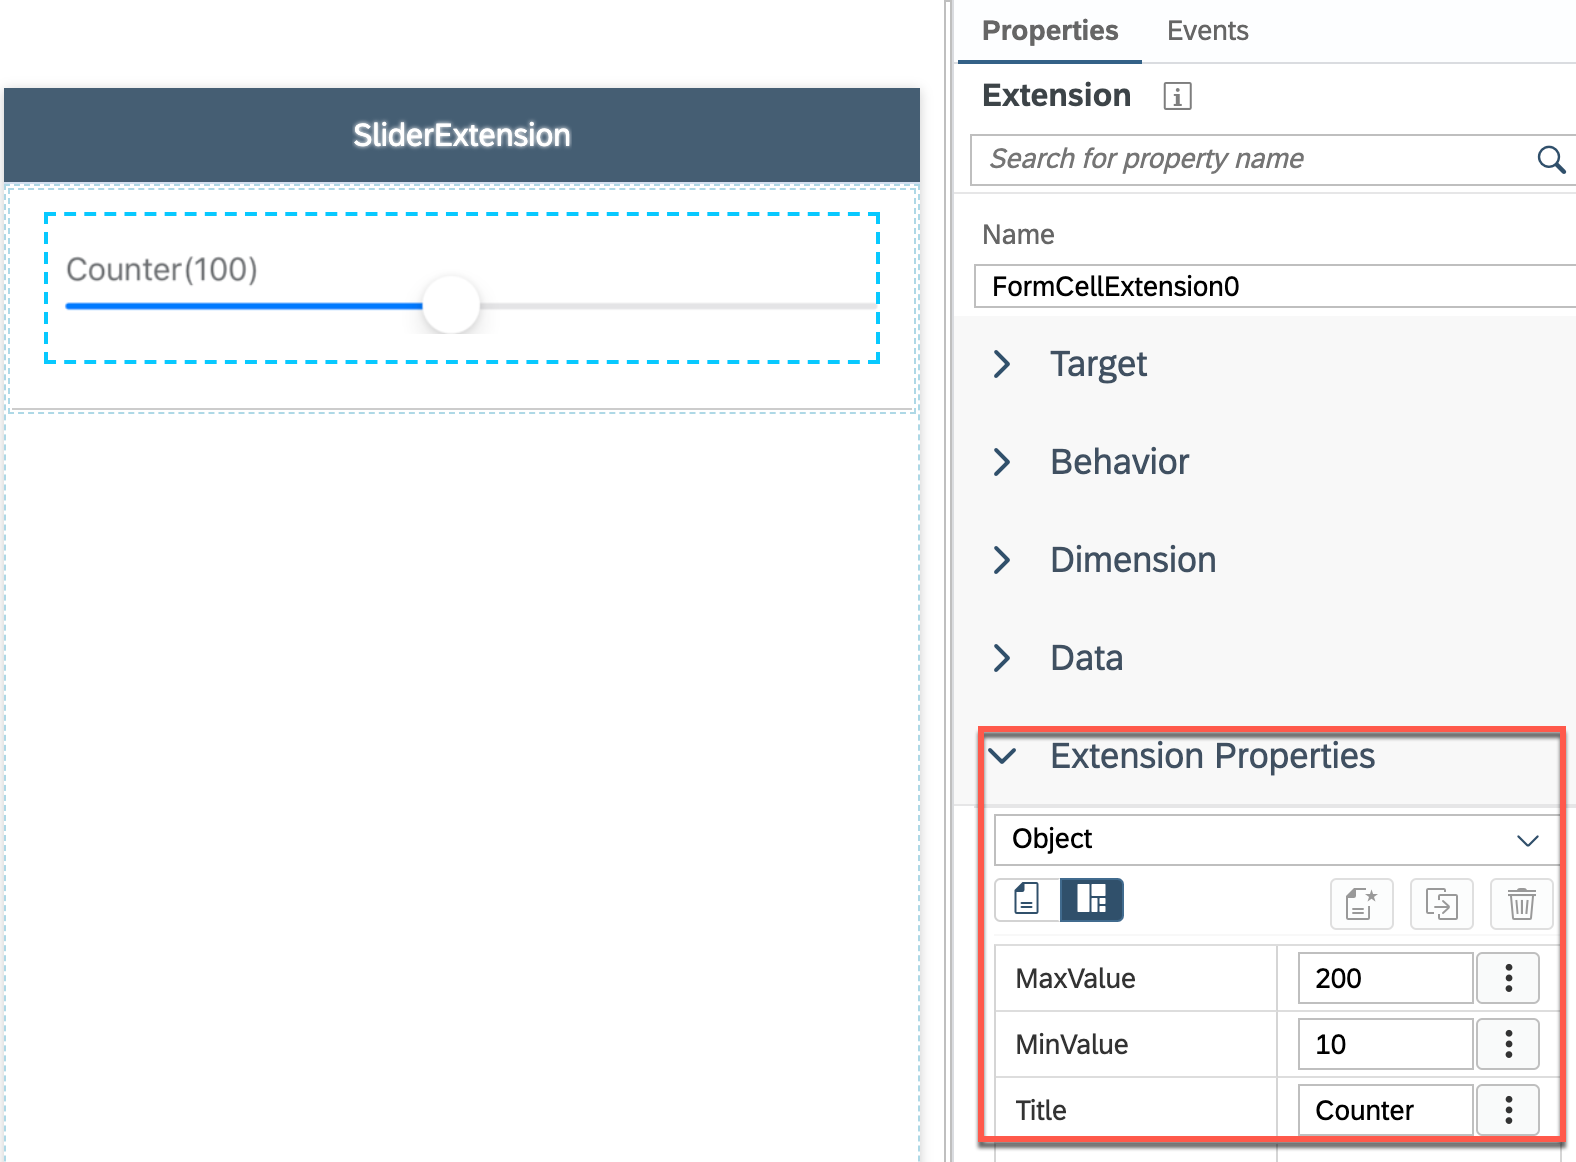 SliderExtension
Counter(100)
Properties Events
Extension
Search for property name
Name
FormCellExtension0
Target
Behavior
Dimension
Data
Extension Properties
Object
MaxValue 200
MinValue 10
Title Counter